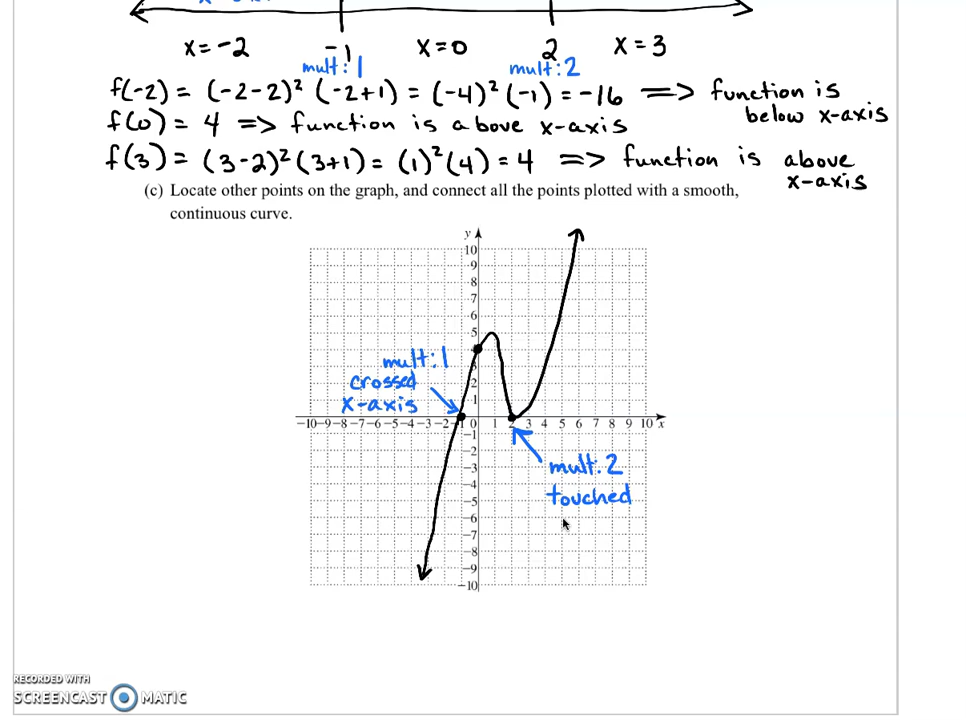 x=-2 -1 x=0 2 x=3
mult:1 mult:2
f(-2) = (-2-2)² (-2+1) = (-4)² (-1) = -16 => function is
below x-axis
f(0) = 4 => function is above x-axis
f(3) = (3-2)² (3+1) = (1)² (4) = 4 => function is above
x-axis
(c) Locate other points on the graph, and connect all the points plotted with a smooth,
continuous curve.
y
10
9
8
7
6
5
mult:1
crossed
2
x-axis
1
-10-9-8-7-6-5-4-3-2-1 0 1 2 3 4 5 6 7 8 9 10 x
-1
-2
-3
mult:2
-4
touched
-5
-6
-7
-8
-9
-10
RECORDED WITH
SCREENCAST MATIC